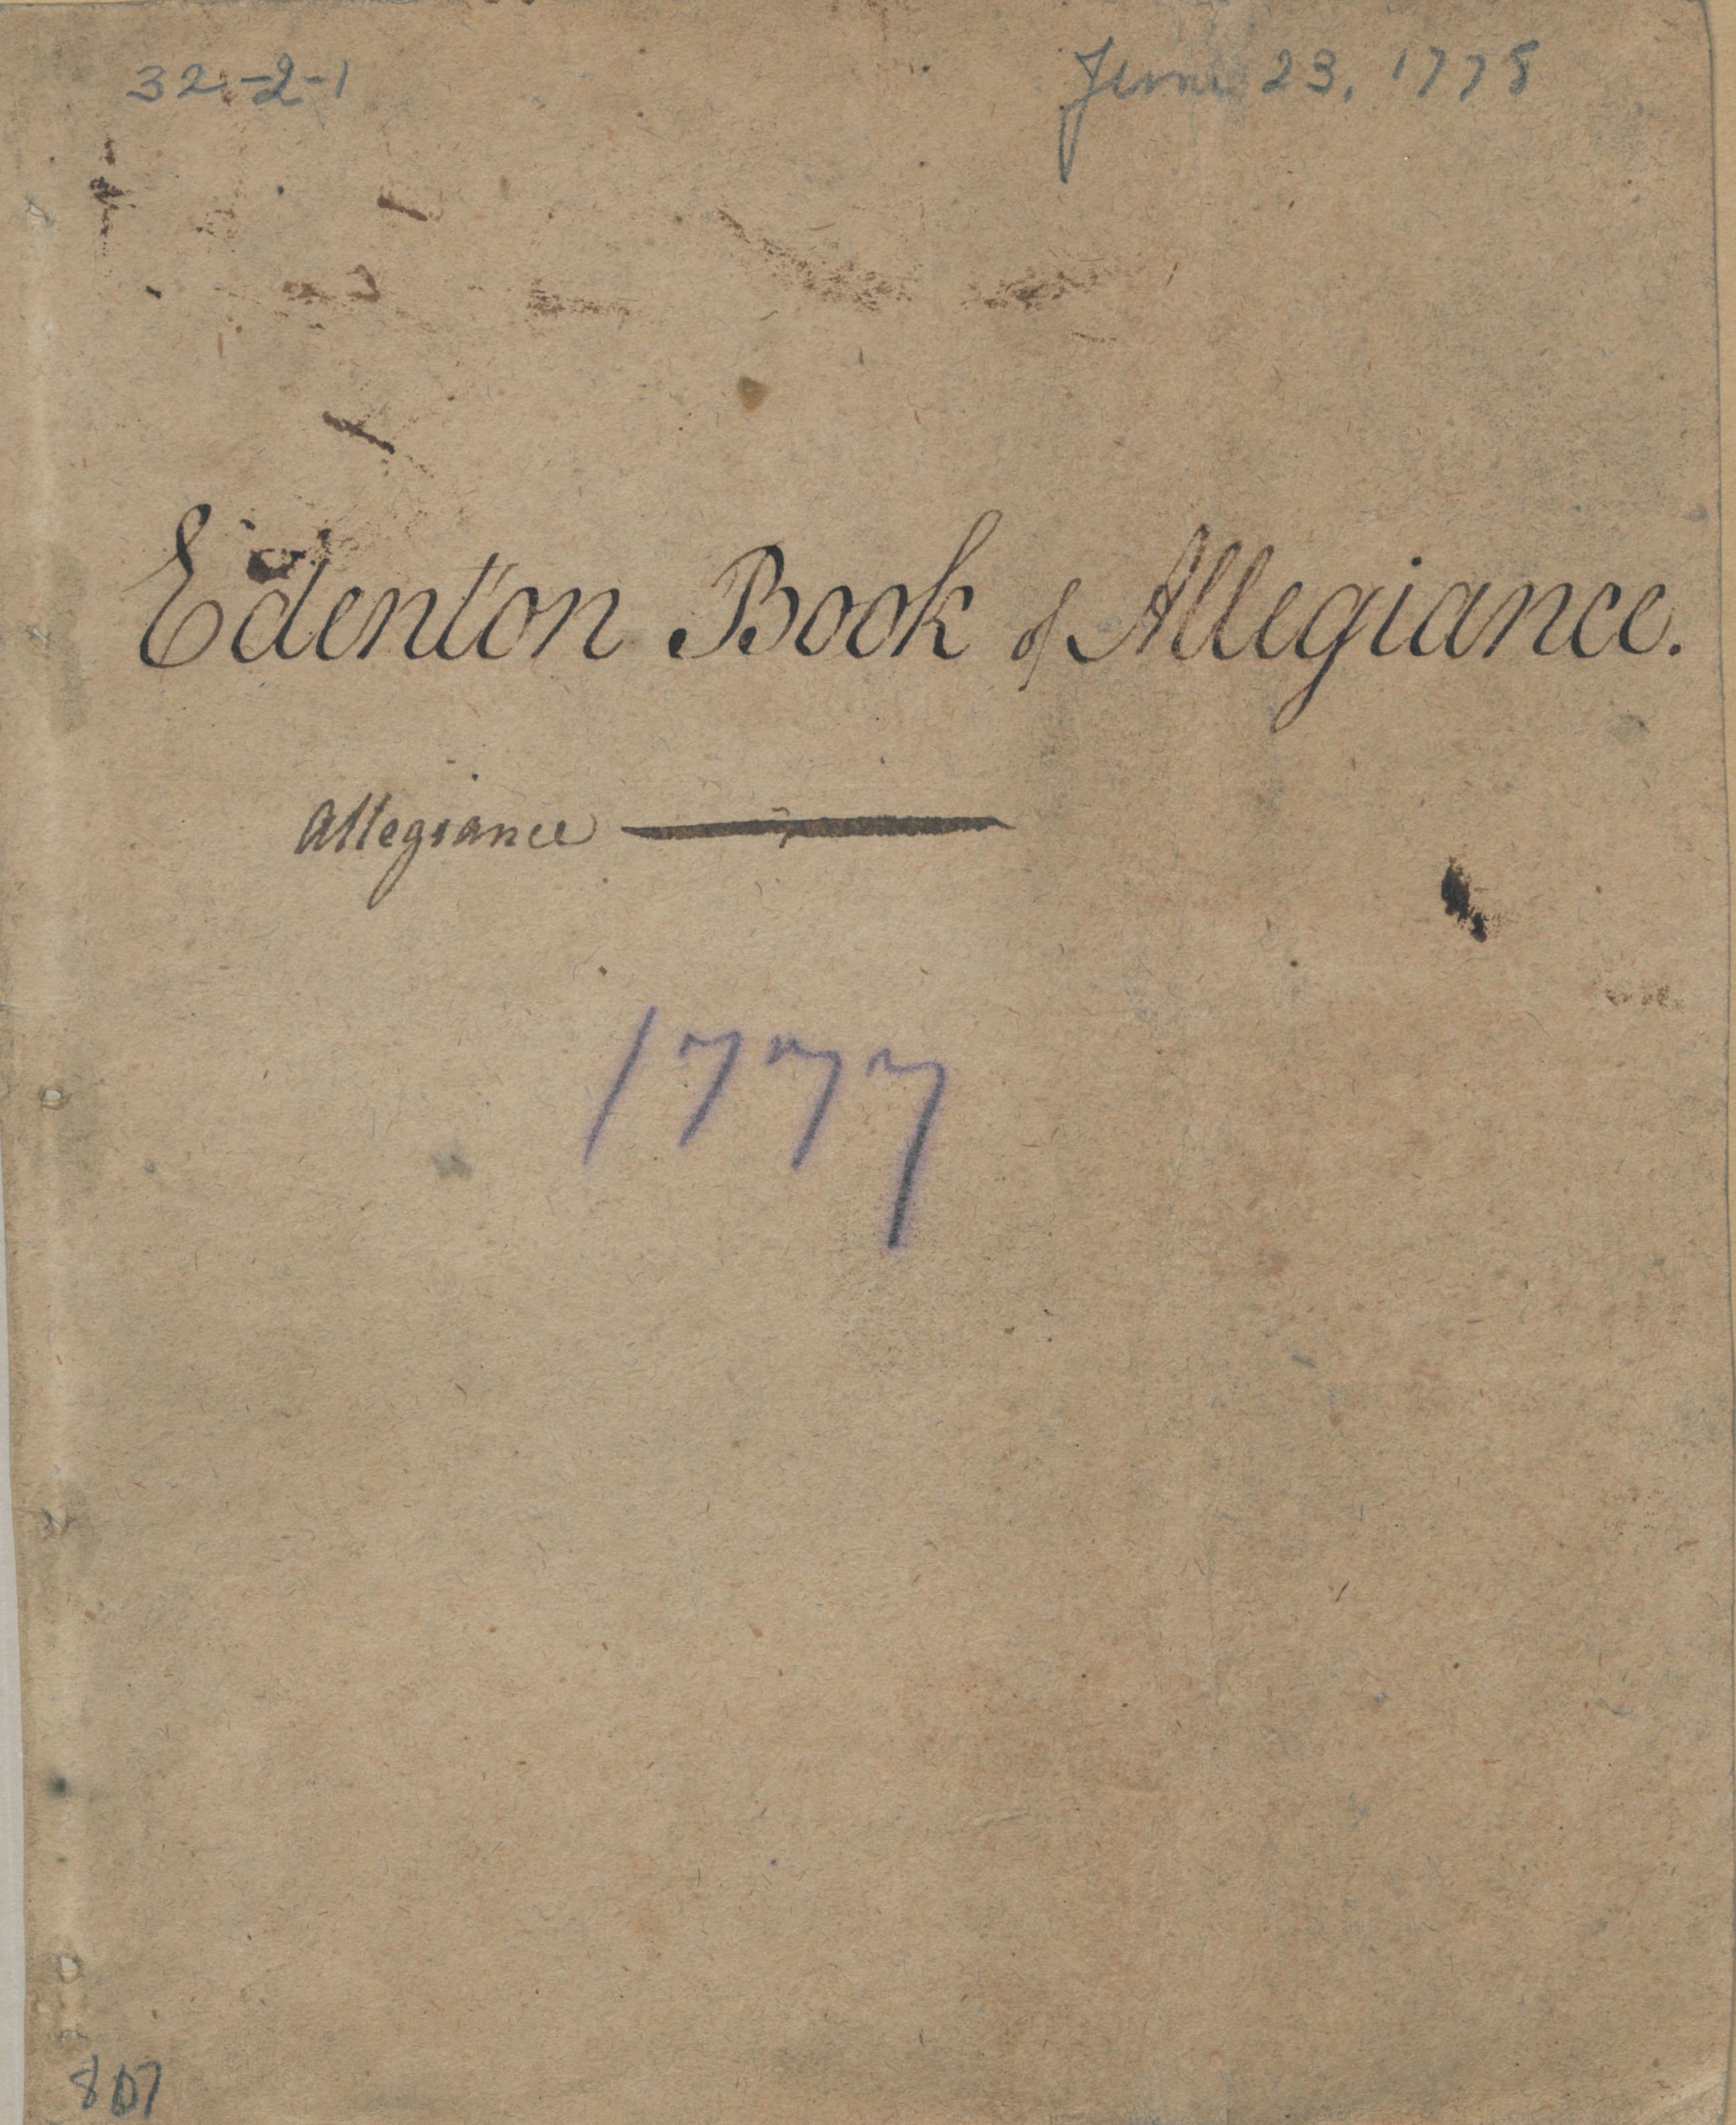 32-2-1
June 23, 1778
Edenton Book of Allegiance.
Allegiance
1777
807